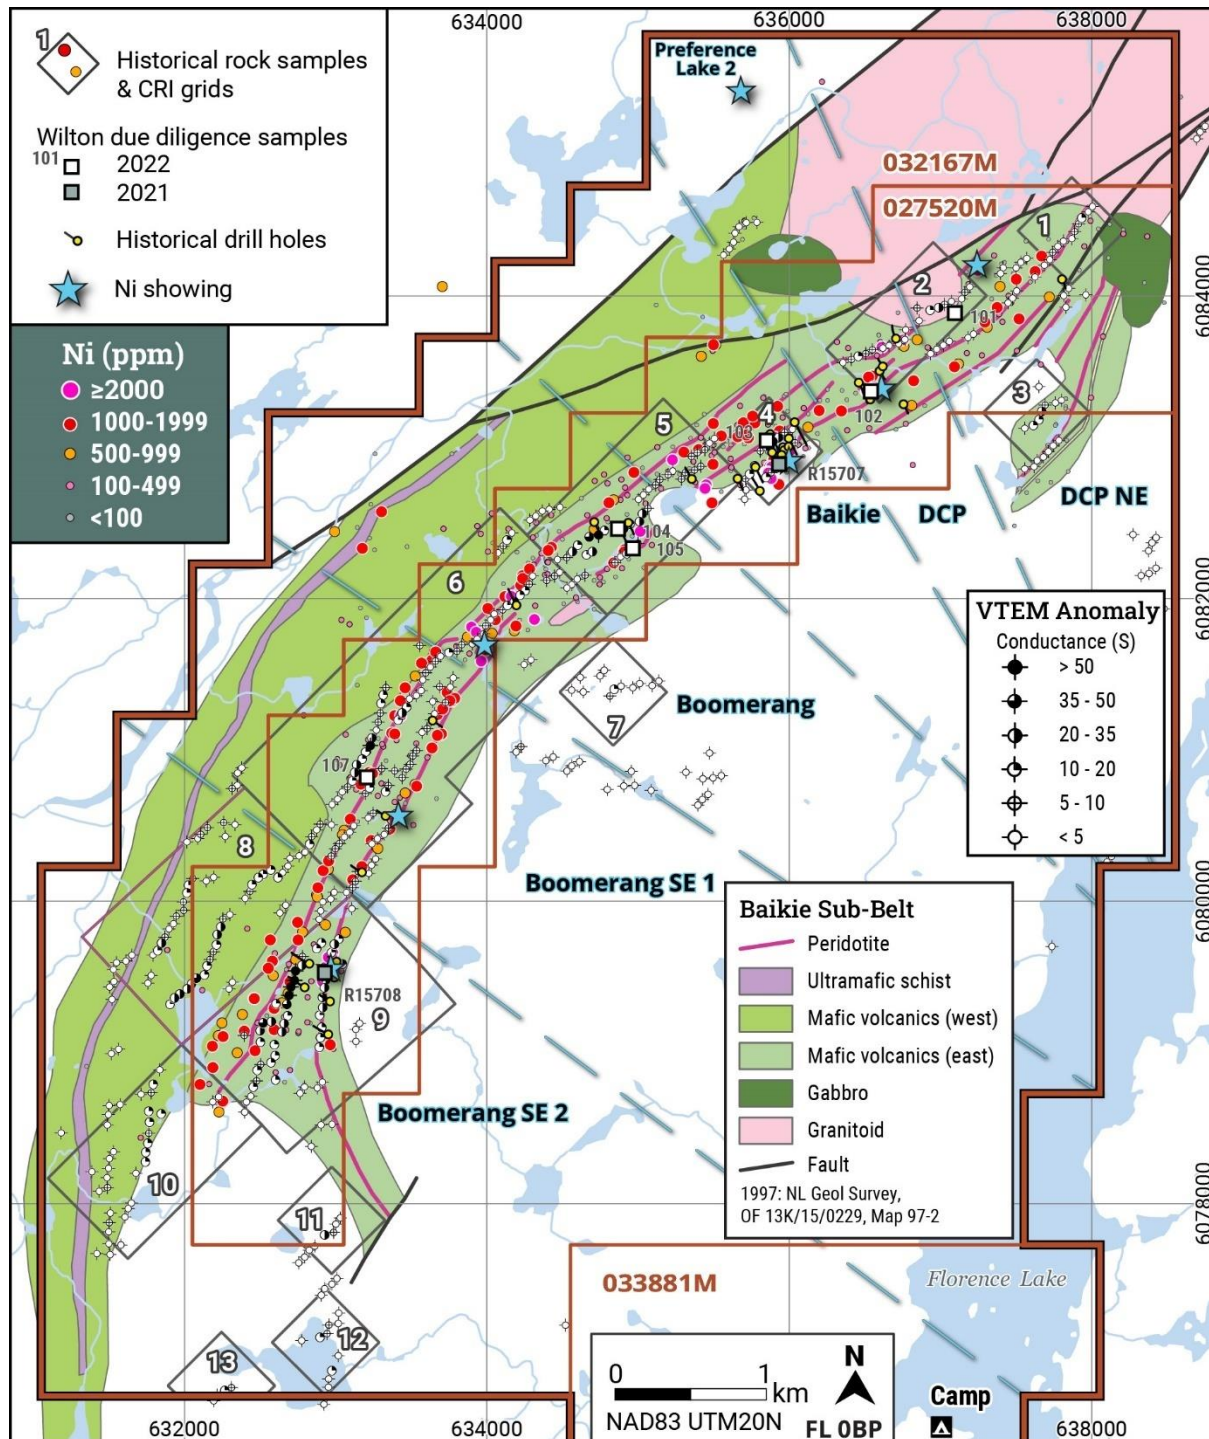 634000
636000
638000
1
Historical rock samples
& CRI grids
Wilton due diligence samples
101
2022
2021
Historical drill holes
Ni showing
Ni (ppm)
≥2000
1000-1999
500-999
100-499
<100
Preference
Lake 2
032167M
027520M
1
2
101
6084000
3
102
4
103
5
R15707
Baikie
DCP
DCP NE
104
105
6
6082000
VTEM Anomaly
Conductance (S)
> 50
35 - 50
20 - 35
10 - 20
5 - 10
< 5
7
Boomerang
107
8
Boomerang SE 1
6080000
Baikie Sub-Belt
Peridotite
Ultramafic schist
Mafic volcanics (west)
Mafic volcanics (east)
Gabbro
Granitoid
Fault
1997: NL Geol Survey,
OF 13K/15/0229, Map 97-2
R15708
9
Boomerang SE 2
10
11
6078000
033881M
Florence Lake
12
13
0 1
km
NAD83 UTM20N
N
FL 0BP
Camp
632000
634000
638000